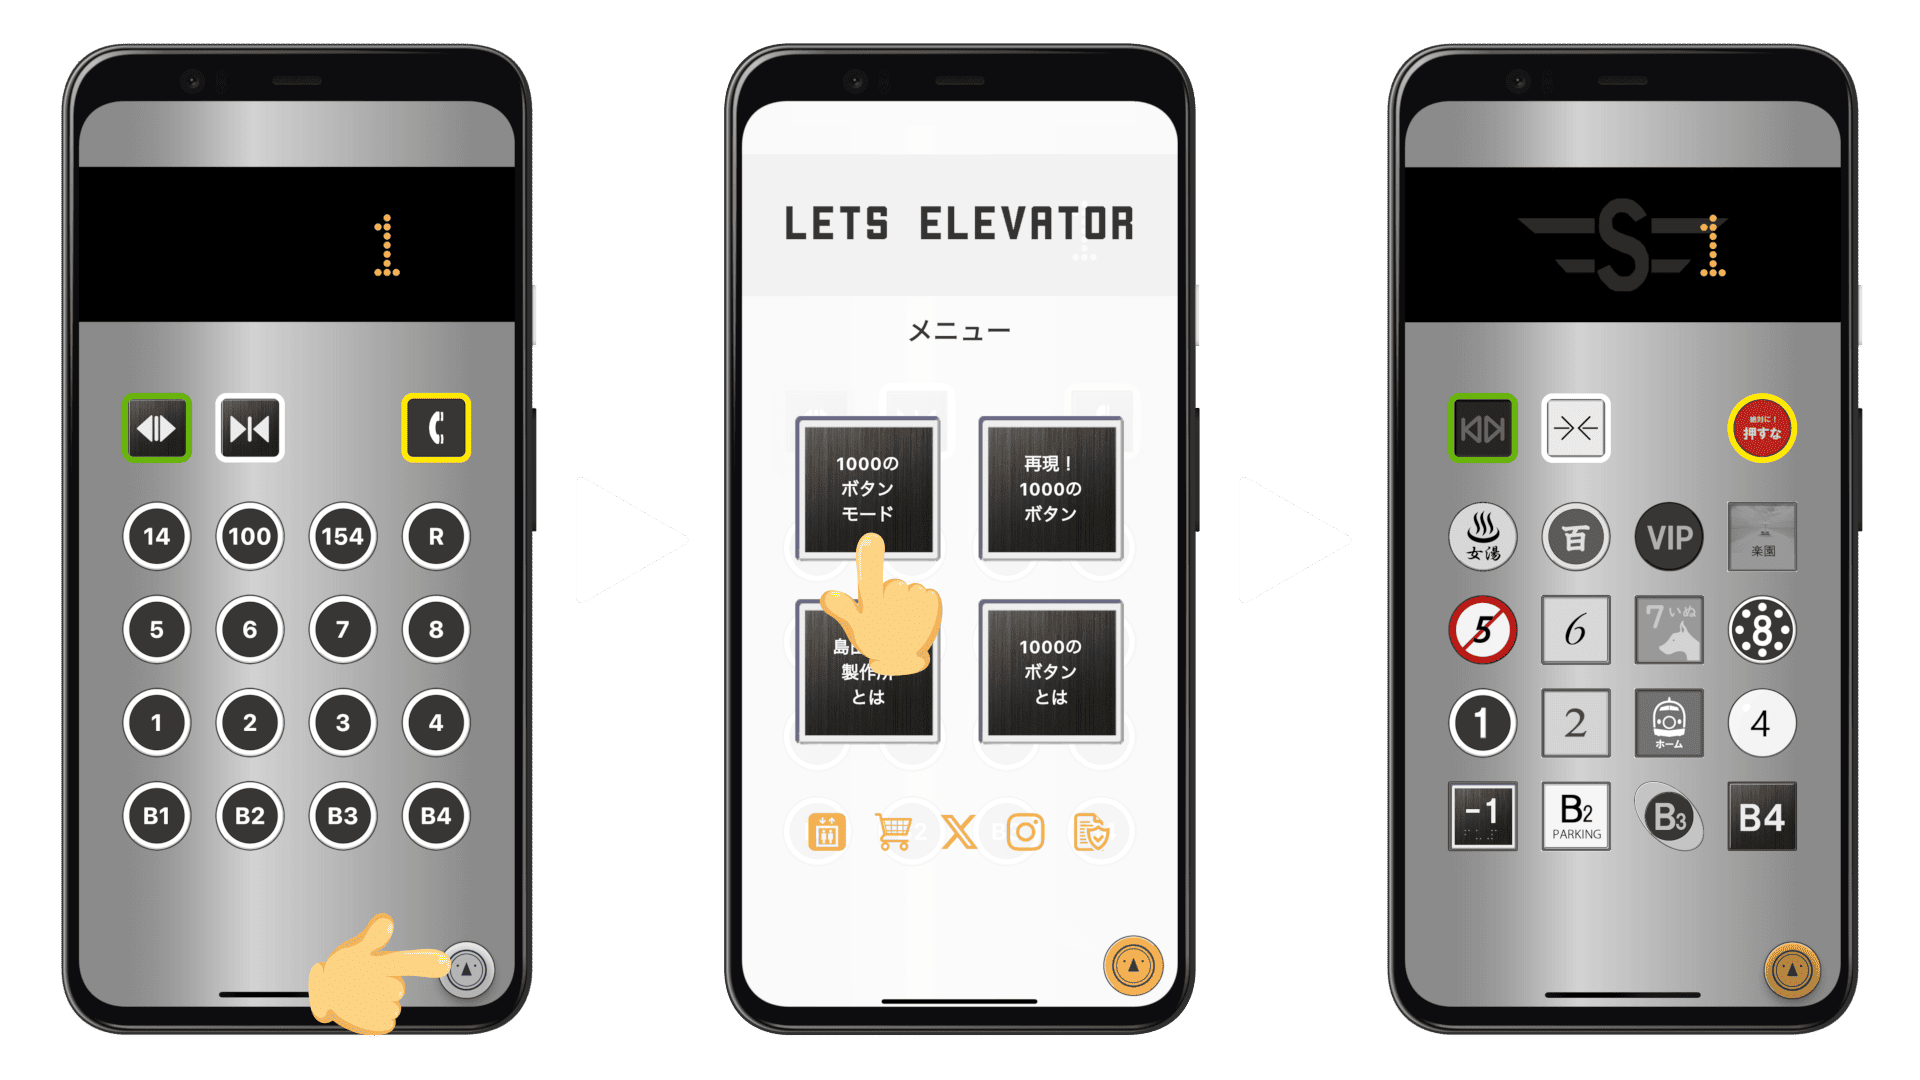 1
14 100 154 R
5 6 7 8
1 2 3 4
B1 B2 B3 B4
LETS ELEVATOR
メニュー
1000の
ボタン
モード
再現！
1000の
ボタン
製作所
とは
1000の
ボタン
とは
S 1
絶対に！
押すな
女湯
百
VIP
楽園
5 6
7 いぬ
8
1 2
ホーム
4
-1
B2
PARKING
B3
B4